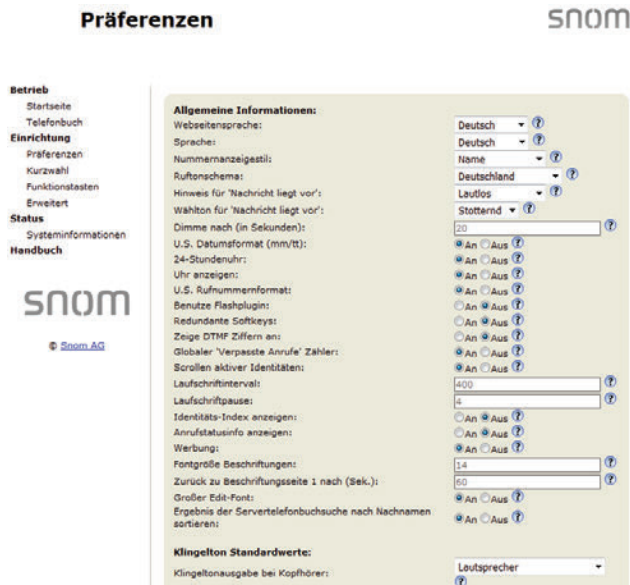 Präferenzen
snom
Betrieb
Startseite
Telefonbuch
Einrichtung
Präferenzen
Kurzwahl
Funktionstasten
Erweitert
Status
Systeminformationen
Handbuch
snom
© Snom AG
Allgemeine Informationen:
Webseitensprache: Deutsch ?
Sprache: Deutsch ?
Nummernanzeigestil: Name ?
Ruftonschema: Deutschland ?
Hinweis für 'Nachricht liegt vor': Lautlos ?
Wählton für 'Nachricht liegt vor': Stotternd ?
Dimme nach (in Sekunden): 20 ?
U.S. Datumsformat (mm/tt): An Aus ?
24-Stundenuhr: An Aus ?
Uhr anzeigen: An Aus ?
U.S. Rufnummernformat: An Aus ?
Benutze Flashplugin: An Aus ?
Redundante Softkeys: An Aus ?
Zeige DTMF Ziffern an: An Aus ?
Globaler 'Verpasste Anrufe' Zähler: An Aus ?
Scrollen aktiver Identitäten: An Aus ?
Laufschriftinterval: 400 ?
Laufschriftpause: 4 ?
Identitäts-Index anzeigen: An Aus ?
Anrufstatusinfo anzeigen: An Aus ?
Werbung: An Aus ?
Fontgröße Beschriftungen: 14 ?
Zurück zu Beschriftungsseite 1 nach (Sek.): 60 ?
Großer Edit-Font: An Aus ?
Ergebnis der Servertelefonbuchsuche nach Nachnamen
sortieren: An Aus ?
Klingelton Standardwerte:
Klingeltonausgabe bei Kopfhörer: Lautsprecher
?